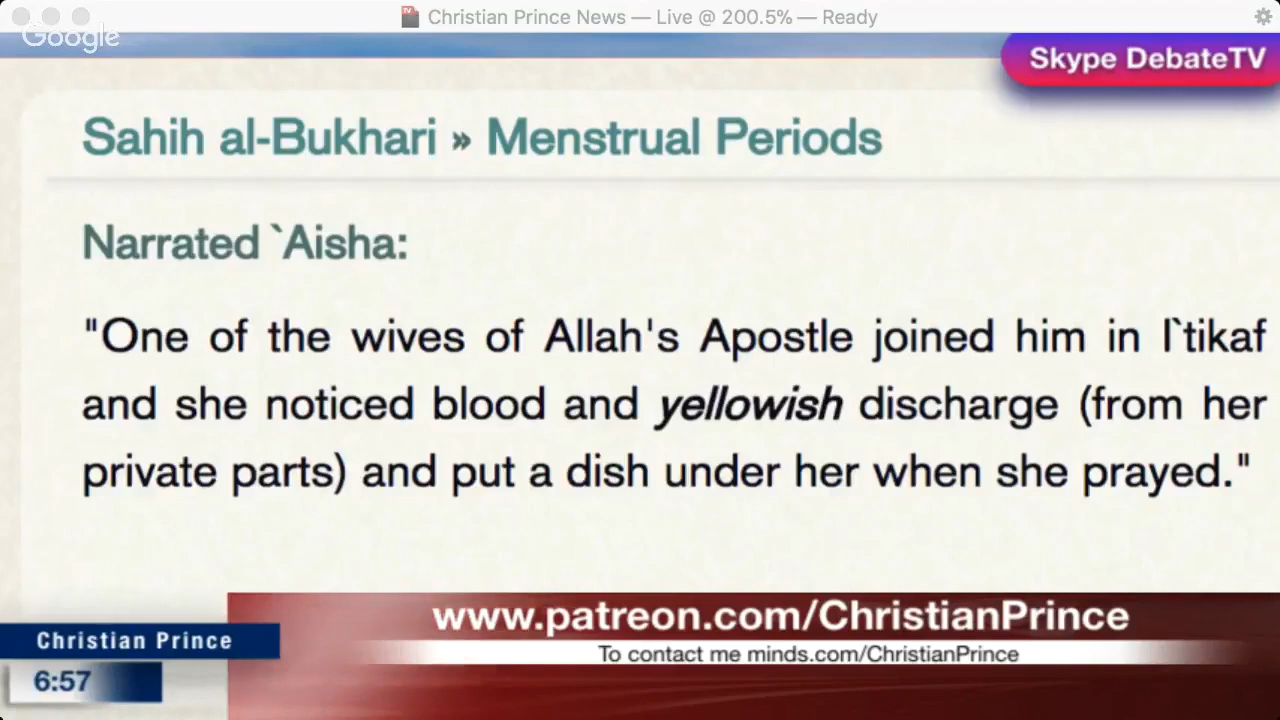 Christian Prince News — Live @ 200.5% — Ready
Google
Skype DebateTV
Sahih al-Bukhari » Menstrual Periods
Narrated `Aisha:
"One of the wives of Allah's Apostle joined him in I`tikaf
and she noticed blood and yellowish discharge (from her
private parts) and put a dish under her when she prayed."
www.patreon.com/ChristianPrince
Christian Prince
To contact me minds.com/ChristianPrince
6:57